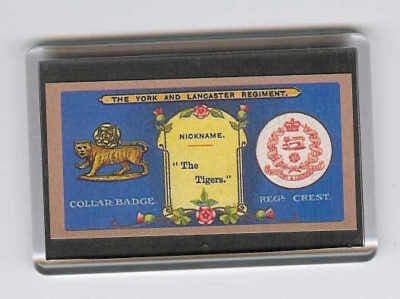 THE YORK AND LANCASTER REGIMENT.
NICKNAME.
"The
Tigers."
COLLAR-BADGE
REGL CREST.